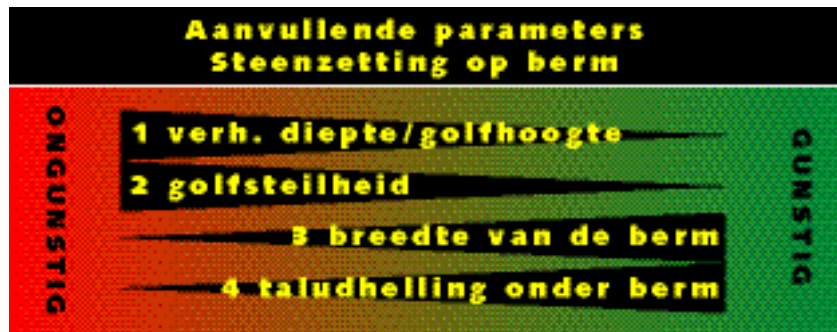 Aanvullende parameters
Steenzetting op berm
ONGUNSTIG
1 verh. diepte/golfhoogte
2 golfsteilheid
3 breedte van de berm
4 taludhelling onder berm
GUNSTIG